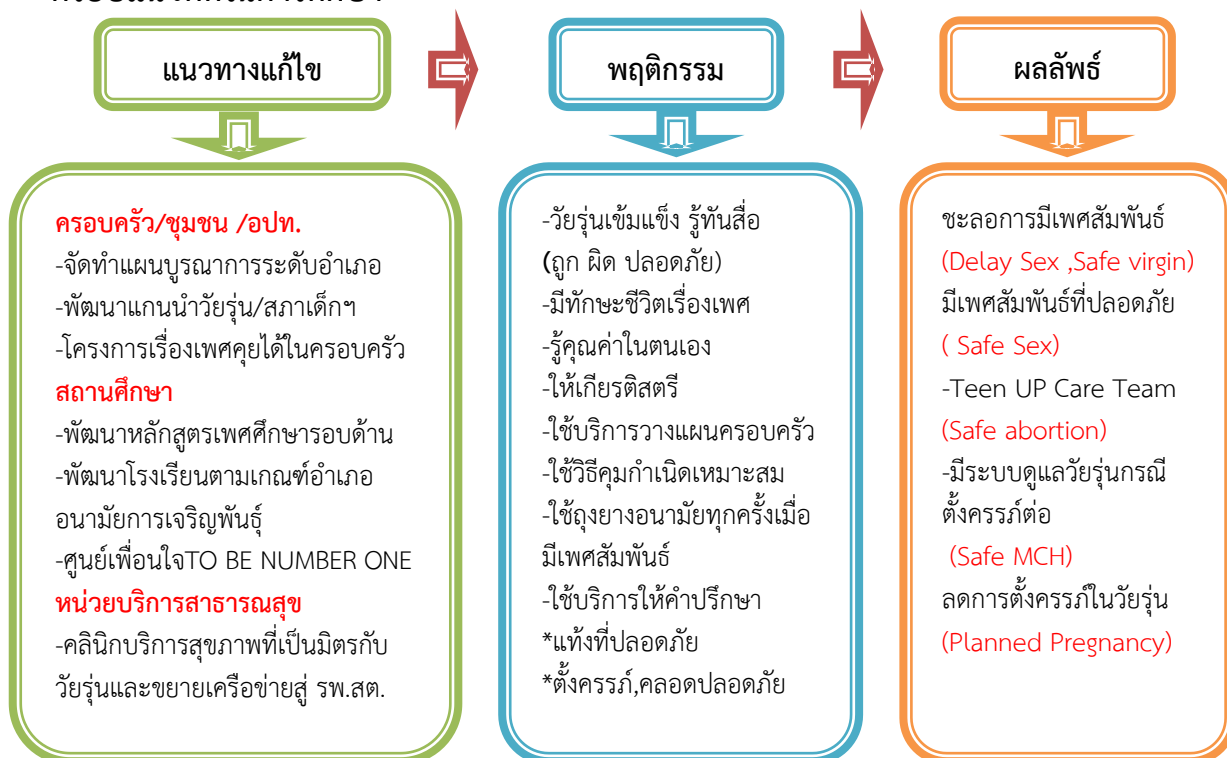 แนวทางแก้ไข
พฤติกรรม
ผลลัพธ์
ครอบครัว/ชุมชน /อปท.
-จัดทำแผนบูรณาการระดับอำเภอ
-พัฒนาแกนนำวัยรุ่น/สภาเด็กฯ
-โครงการเรื่องเพศคุยได้ในครอบครัว
สถานศึกษา
-พัฒนาหลักสูตรเพศศึกษารอบด้าน
-พัฒนาโรงเรียนตามเกณฑ์อำเภอ
อนามัยการเจริญพันธุ์
-ศูนย์เพื่อนใจTO BE NUMBER ONE
หน่วยบริการสาธารณสุข
-คลินิกบริการสุขภาพที่เป็นมิตรกับ
วัยรุ่นและขยายเครือข่ายสู่ รพ.สต.
-วัยรุ่นเข้มแข็ง รู้ทันสื่อ
(ถูก ผิด ปลอดภัย)
-มีทักษะชีวิตเรื่องเพศ
-รู้คุณค่าในตนเอง
-ให้เกียรติสตรี
-ใช้บริการวางแผนครอบครัว
-ใช้วิธีคุมกำเนิดเหมาะสม
-ใช้ถุงยางอนามัยทุกครั้งเมื่อ
มีเพศสัมพันธ์
-ใช้บริการให้คำปรึกษา
*แท้งที่ปลอดภัย
*ตั้งครรภ์,คลอดปลอดภัย
ชะลอการมีเพศสัมพันธ์
(Delay Sex ,Safe virgin)
มีเพศสัมพันธ์ที่ปลอดภัย
( Safe Sex)
-Teen UP Care Team
(Safe abortion)
-มีระบบดูแลวัยรุ่นกรณี
ตั้งครรภ์ต่อ
(Safe MCH)
ลดการตั้งครรภ์ในวัยรุ่น
(Planned Pregnancy)